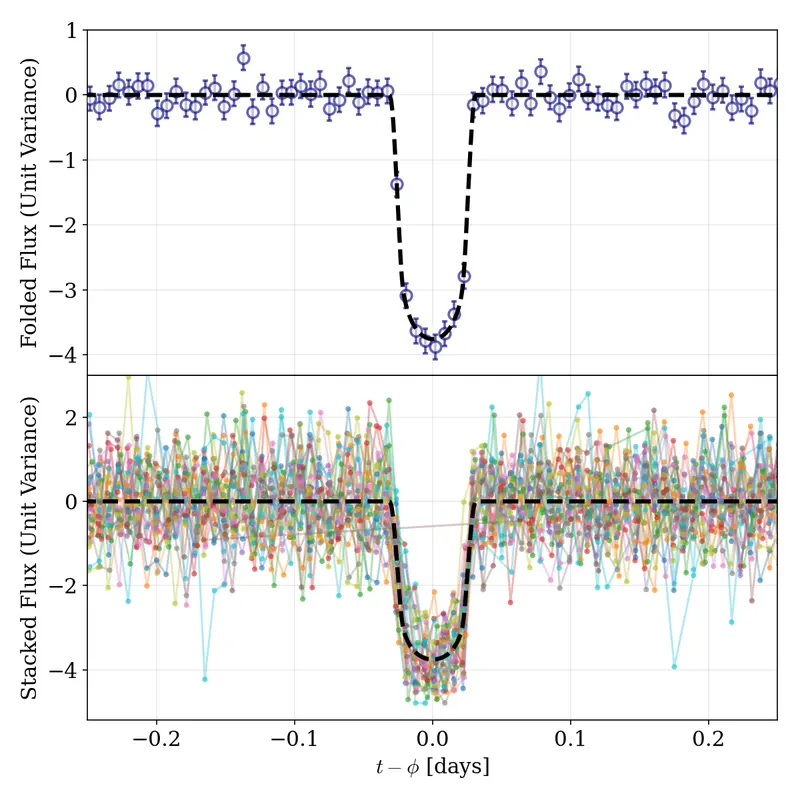 Folded Flux (Unit Variance)
1
0
−1
−2
−3
−4
Stacked Flux (Unit Variance)
2
0
−2
−4
−0.2 −0.1 0.0 0.1 0.2
t − ϕ [days]